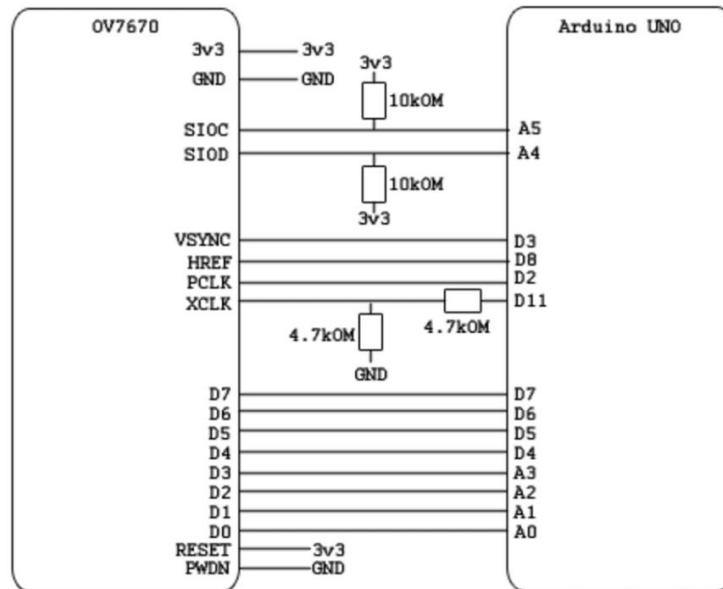 OV7670 Arduino UNO
3v3 3v3
GND GND
3v3
10kOM
SIOC A5
SIOD A4
10kOM
3v3
VSYNC D3
HREF D8
PCLK D2
XCLK D11
4.7kOM 4.7kOM
GND
D7 D7
D6 D6
D5 D5
D4 D4
D3 A3
D2 A2
D1 A1
D0 A0
RESET 3v3
PWDN GND